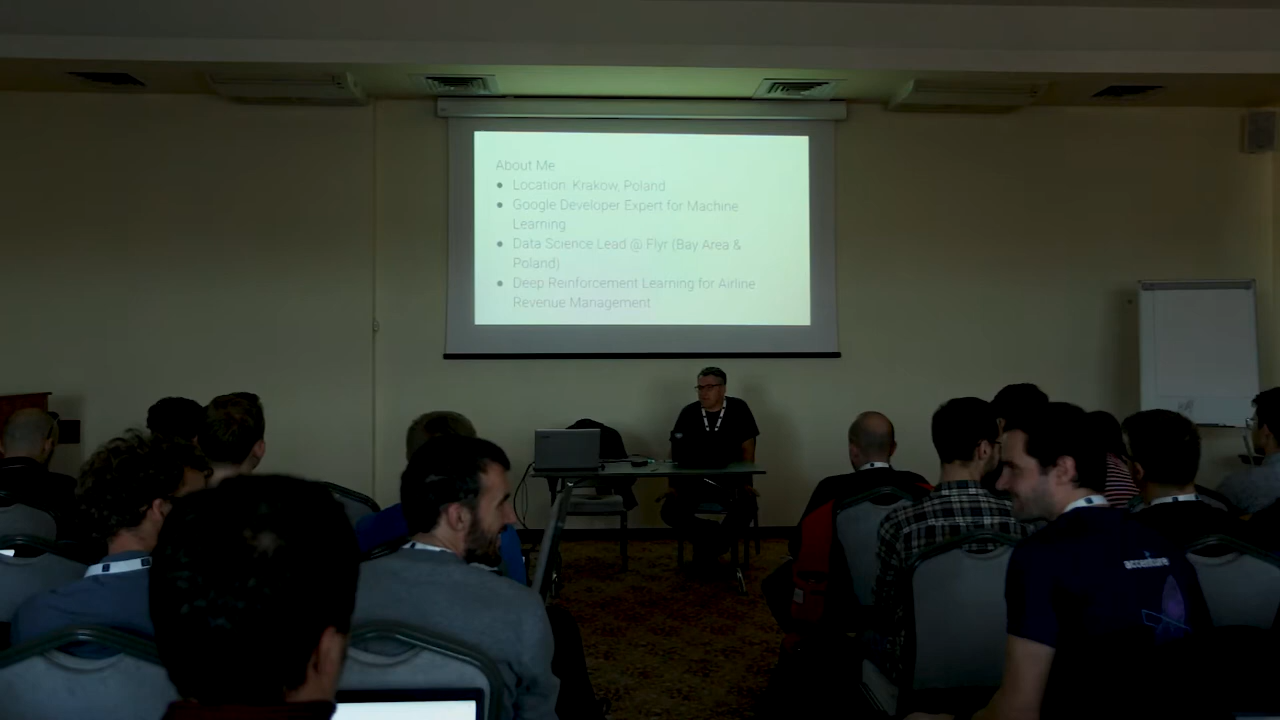 About Me
● Location: Krakow, Poland
● Google Developer Expert for Machine
Learning
● Data Science Lead @ Flyr (Bay Area &
Poland)
● Deep Reinforcement Learning for Airline
Revenue Management
accenture